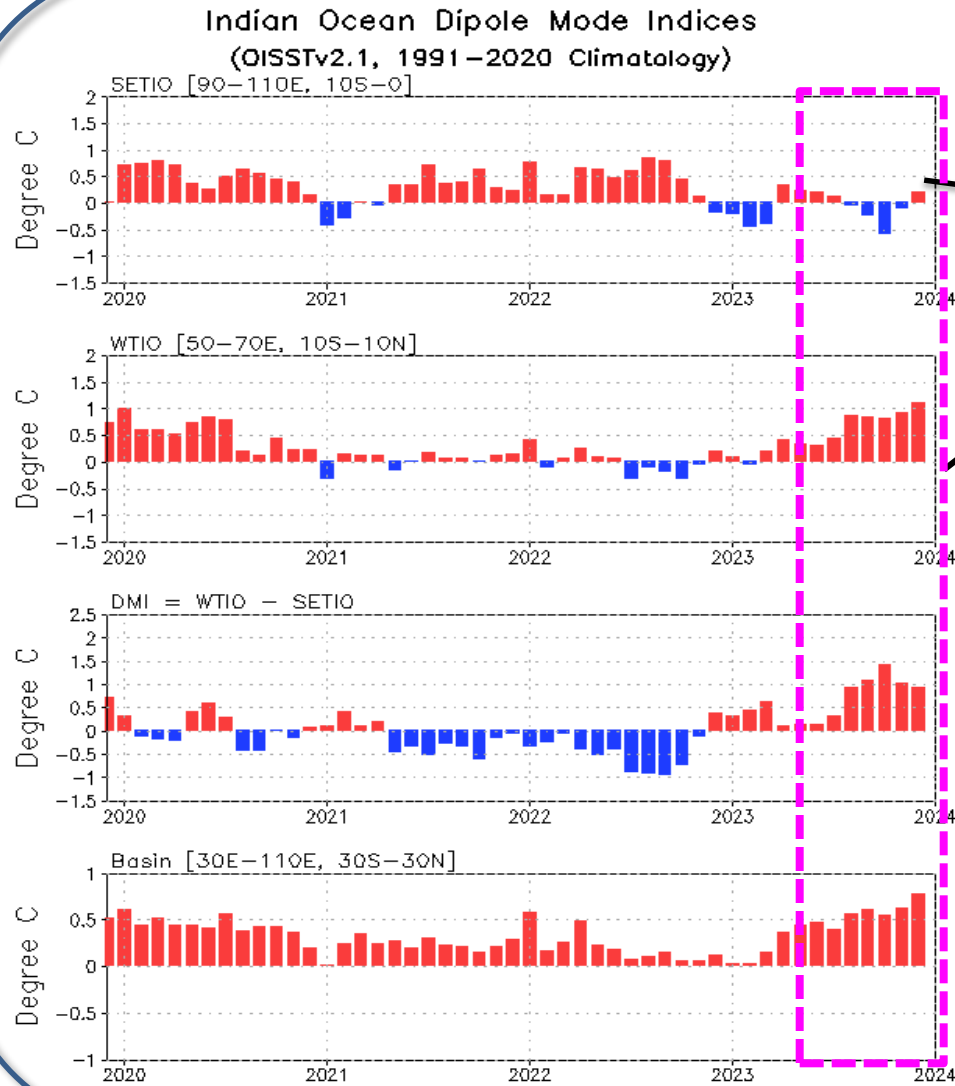 Indian Ocean Dipole Mode Indices
(OISSTv2.1, 1991-2020 Climatology)
SETIO [90-110E, 10S-0]
Degree C
2
1.5
1
0.5
0
-0.5
-1
-1.5
2020 2021 2022 2023 2024
WTIO [50-70E, 10S-10N]
Degree C
2
1.5
1
0.5
0
-0.5
-1
-1.5
2020 2021 2022 2023 2024
DMI = WTIO - SETIO
Degree C
2.5
2
1.5
1
0.5
0
-0.5
-1
-1.5
2020 2021 2022 2023 2024
Basin [30E-110E, 30S-30N]
Degree C
1
0.5
0
-0.5
-1
2020 2021 2022 2023 2024